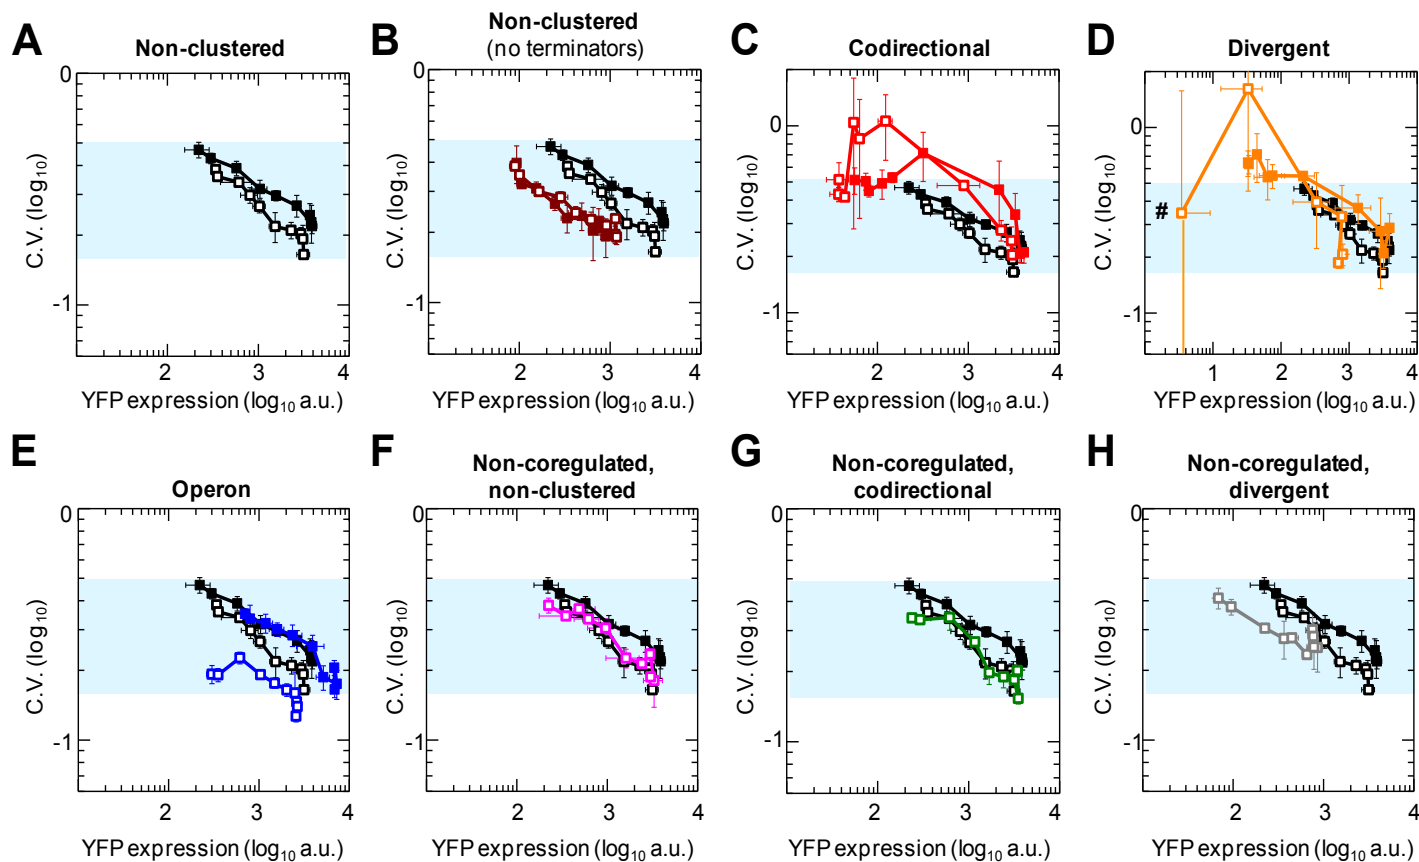 A
Non-clustered
0
-1
C.V. (log10)
2
3
4
YFP expression (log10 a.u.)
B
Non-clustered
(no terminators)
0
-1
C.V. (log10)
2
3
4
YFP expression (log10 a.u.)
C
Codirectional
0
-1
C.V. (log10)
2
3
4
YFP expression (log10 a.u.)
D
Divergent
0
#
-1
C.V. (log10)
1
2
3
4
YFP expression (log10 a.u.)
E
Operon
0
-1
C.V. (log10)
2
3
4
YFP expression (log10 a.u.)
F
Non-coregulated,
non-clustered
0
-1
C.V. (log10)
2
3
4
YFP expression (log10 a.u.)
G
Non-coregulated,
codirectional
0
-1
C.V. (log10)
2
3
4
YFP expression (log10 a.u.)
H
Non-coregulated,
divergent
0
-1
C.V. (log10)
2
3
4
YFP expression (log10 a.u.)